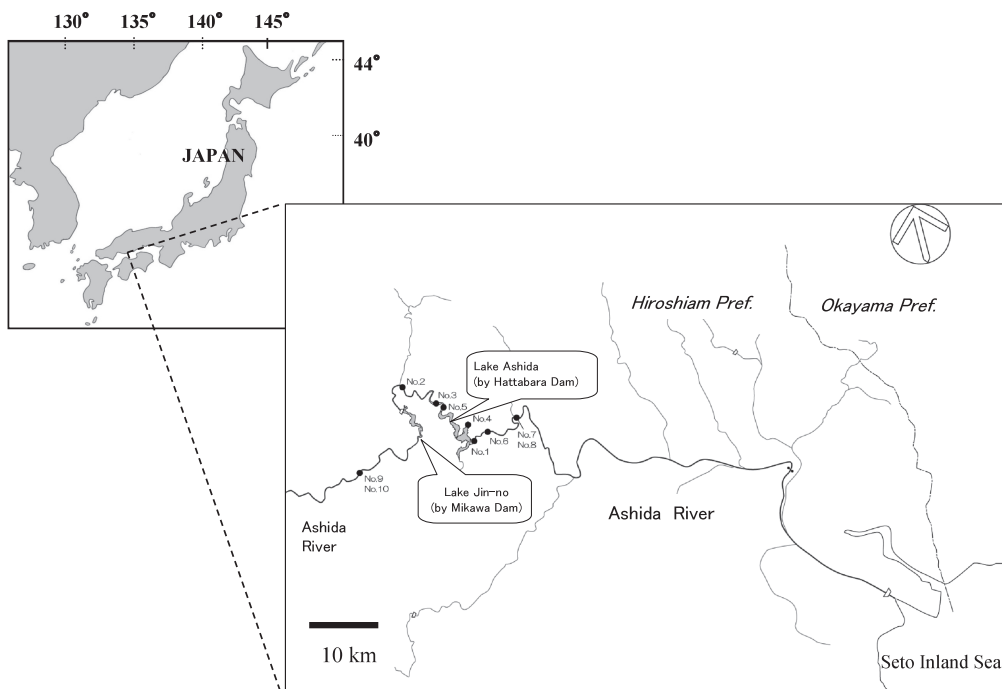 130° 135° 140° 145°
44°
40°
JAPAN
Hiroshiam Pref.
Okayama Pref.
Lake Ashida
(by Hattabara Dam)
No.2
No.3
No.5
No.4
No.6
No.7
No.8
No.1
No.9
No.10
Lake Jin-no
(by Mikawa Dam)
Ashida
River
Ashida River
10 km
Seto Inland Sea